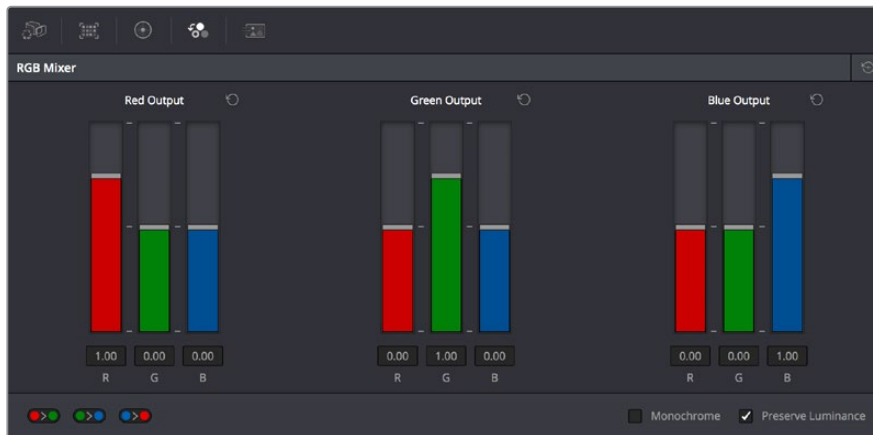 RGB Mixer
Red Output
Green Output
Blue Output
1.00 0.00 0.00
0.00 1.00 0.00
0.00 0.00 1.00
R G B
R G B
R G B
Monochrome
Preserve Luminance